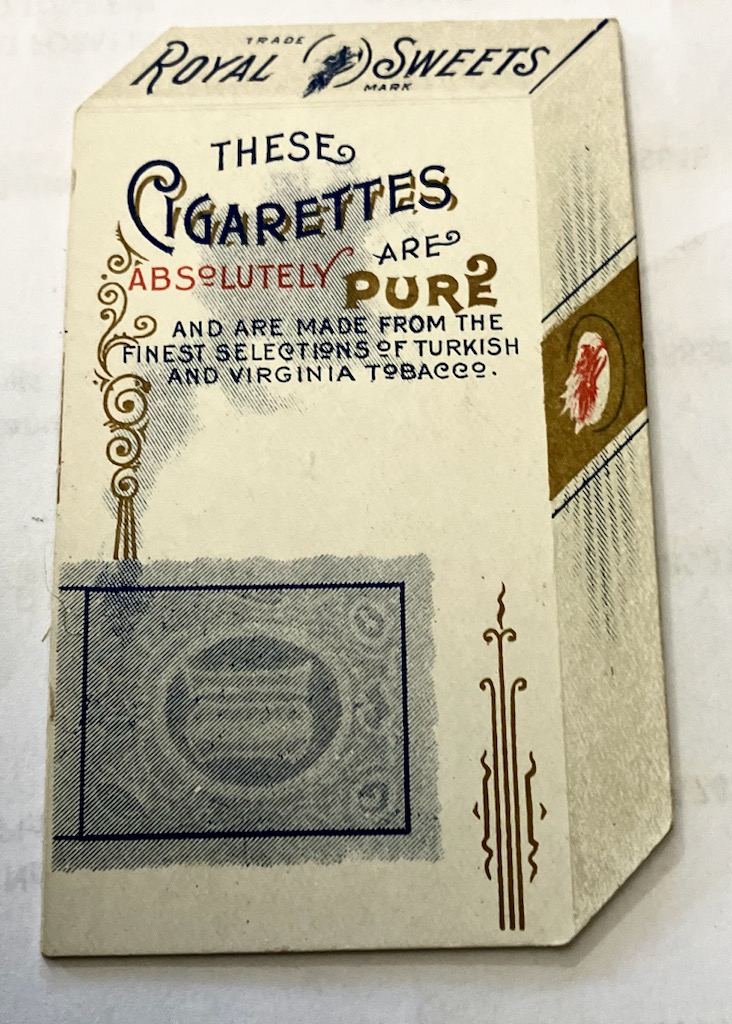 TRADE
ROYAL SWEETS
MARK
THESE
CIGARETTES
ARE
ABSOLUTELY PURE
AND ARE MADE FROM THE
FINEST SELECTIONS OF TURKISH
AND VIRGINIA TOBACCO.